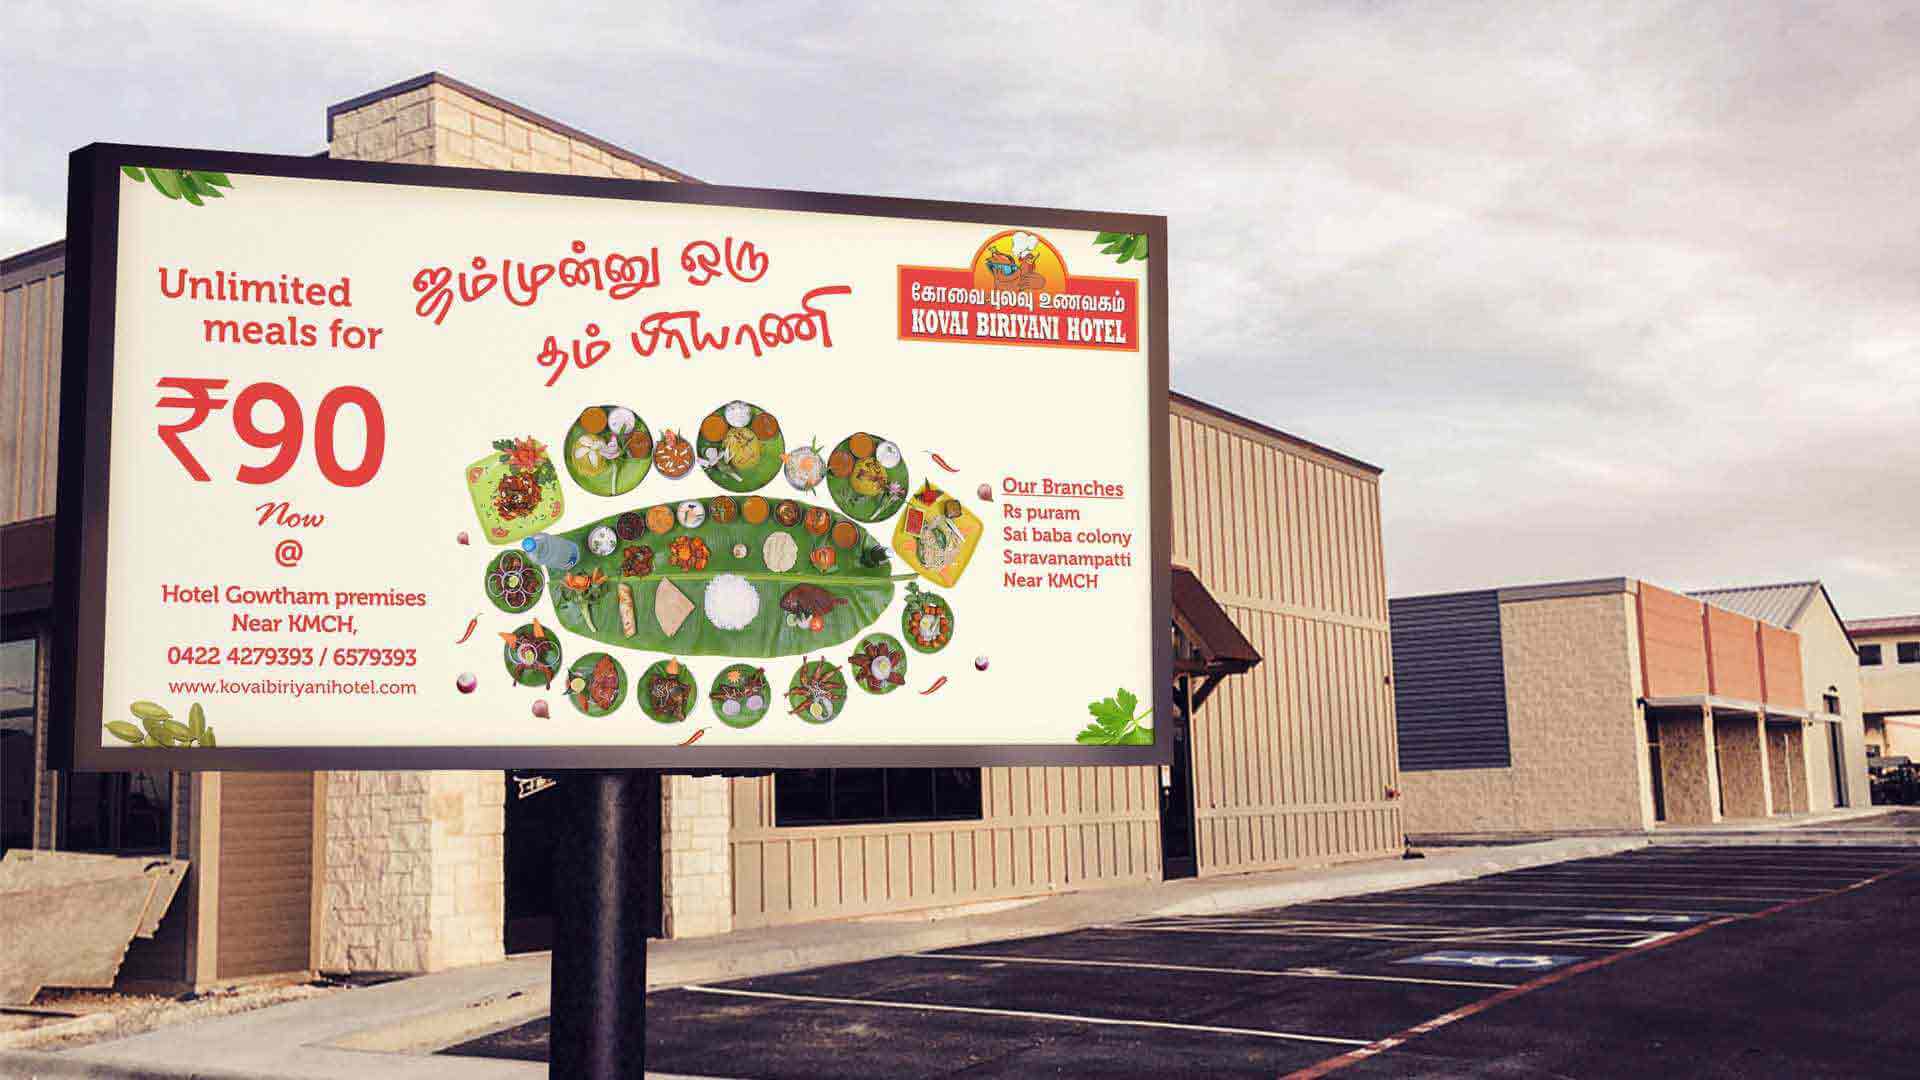 Unlimited
meals for
₹90
Now
@
Hotel Gowtham premises
Near KMCH,
0422 4279393 / 6579393
www.kovaibiriyanihotel.com
ஜம்முன்னு ஒரு
தம் பிரியாணி
கோவை புலவு உணவகம்
KOVAI BIRIYANI HOTEL
Our Branches
Rs puram
Sai baba colony
Saravanampatti
Near KMCH